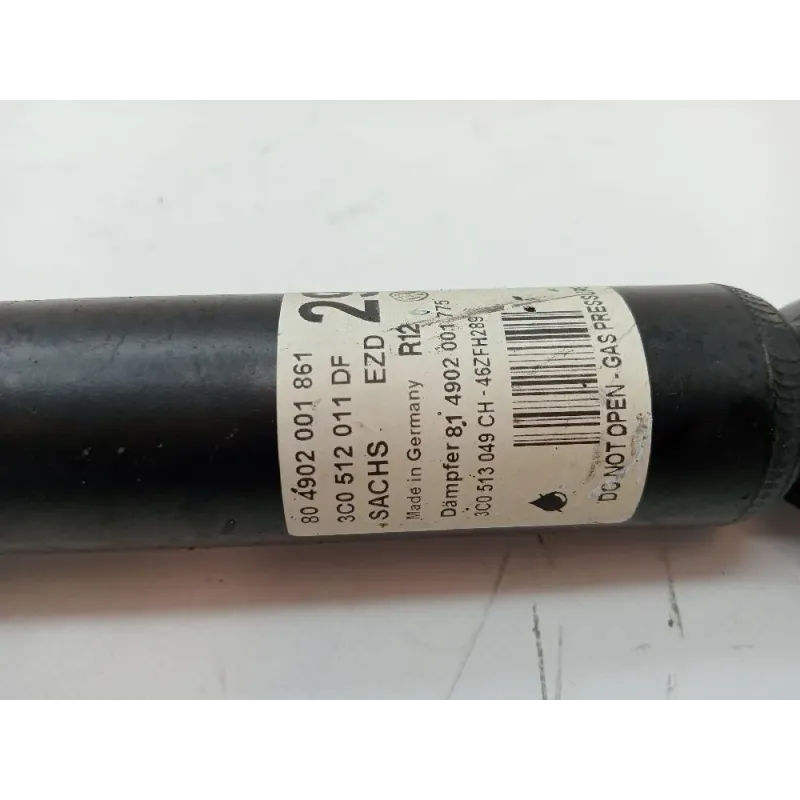 80 4902 001 861
3C0 512 011 DF
SACHS EZD
Made in Germany R12
Dämpfer 81 4902 001 775
3C0 513 049 CH - 46ZFH289
DO NOT OPEN - GAS PRESSURE